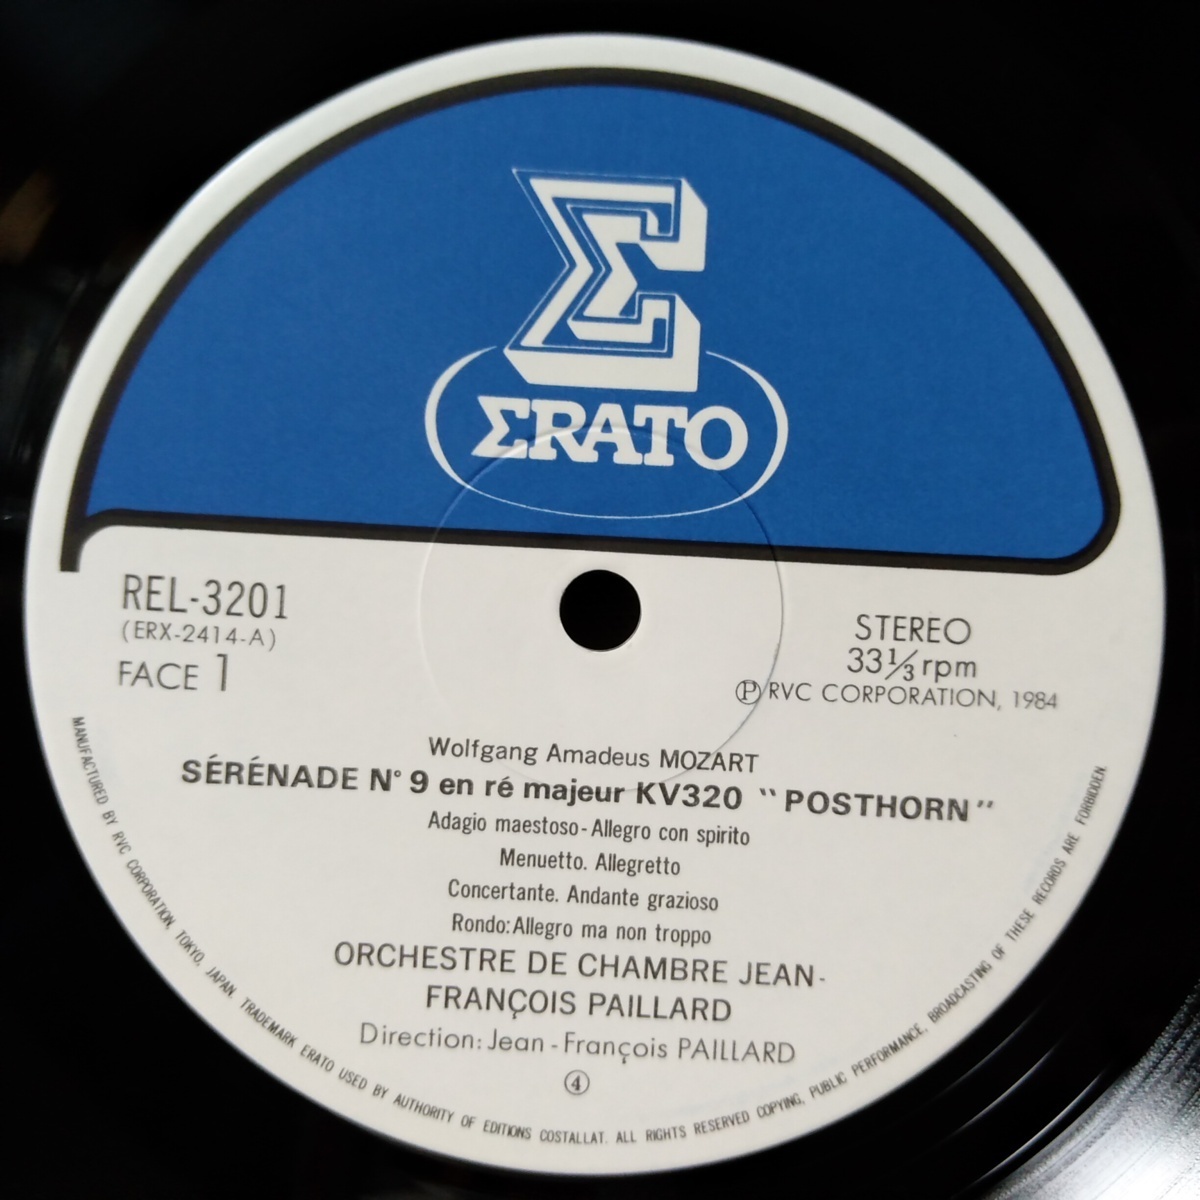 Σ
ΣRATO
REL-3201
(ERX-2414-A)
FACE 1
STEREO
33⅓rpm
Ⓟ RVC CORPORATION, 1984
Wolfgang Amadeus MOZART
SÉRÉNADE N° 9 en ré majeur KV320 "POSTHORN"
Adagio maestoso-Allegro con spirito
Menuetto. Allegretto
Concertante. Andante grazioso
Rondo:Allegro ma non troppo
ORCHESTRE DE CHAMBRE JEAN-
FRANÇOIS PAILLARD
Direction: Jean-François PAILLARD
④
MANUFACTURED BY RVC CORPORATION, TOKYO, JAPAN. TRADEMARK ERATO USED BY AUTHORITY OF EDITIONS COSTALLAT. ALL RIGHTS RESERVED COPYING, PUBLIC PERFORMANCE, BROADCASTING OF THESE RECORDS ARE FORBIDDEN.